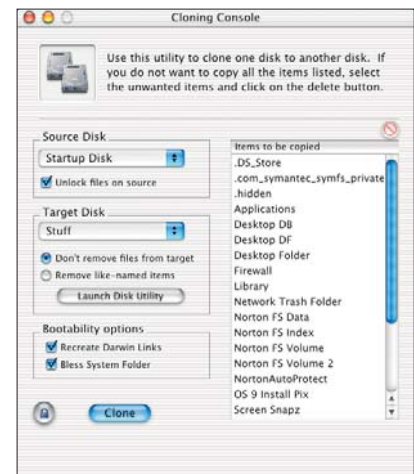 Cloning Console
Use this utility to clone one disk to another disk. If
you do not want to copy all the items listed, select
the unwanted items and click on the delete button.
Source Disk
Startup Disk
Unlock files on source
Target Disk
Stuff
Don't remove files from target
Remove like-named items
Launch Disk Utility
Bootability options
Recreate Darwin Links
Bless System Folder
Clone
Items to be copied
.DS_Store
.com_symantec_symfs_private
.hidden
Applications
Desktop DB
Desktop DF
Desktop Folder
Firewall
Library
Network Trash Folder
Norton FS Data
Norton FS Index
Norton FS Volume
Norton FS Volume 2
NortonAutoProtect
OS 9 Install Pix
Screen Snapz